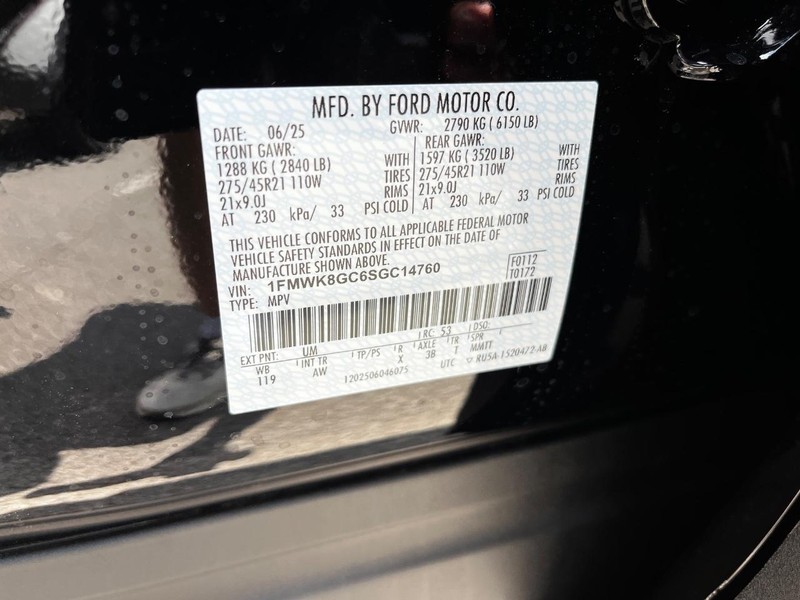 MFD. BY FORD MOTOR CO.
DATE: 06/25 GVWR: 2790 KG ( 6150 LB)
FRONT GAWR: REAR GAWR:
1288 KG ( 2840 LB) WITH 1597 KG ( 3520 LB) WITH
275/45R21 110W TIRES 275/45R21 110W TIRES
21x9.0J RIMS 21x9.0J RIMS
AT 230 kPa/ 33 PSI COLD AT 230 kPa/ 33 PSI COLD
THIS VEHICLE CONFORMS TO ALL APPLICABLE FEDERAL MOTOR
VEHICLE SAFETY STANDARDS IN EFFECT ON THE DATE OF
MANUFACTURE SHOWN ABOVE.
VIN: 1FMWK8GC6SGC14760 F0112
TYPE: MPV T0172
RC: 53 DSO:
EXT PNT: UM
WB INT TR TP/PS R AXLE TR SPR
119 AW X 3B T MMTT
1202506046075 UTC RUSA-1520472-AB